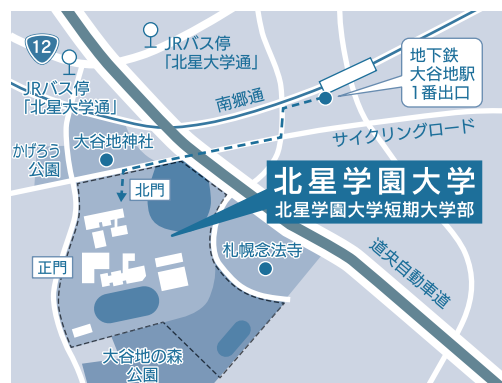 12
JRバス停
「北星大学通」
JRバス停
「北星大学通」
地下鉄
大谷地駅
1番出口
南郷通
サイクリングロード
かげろう
公園
大谷地神社
北門
北星学園大学
北星学園大学短期大学部
正門
札幌念法寺
道央自動車道
大谷地の森
公園